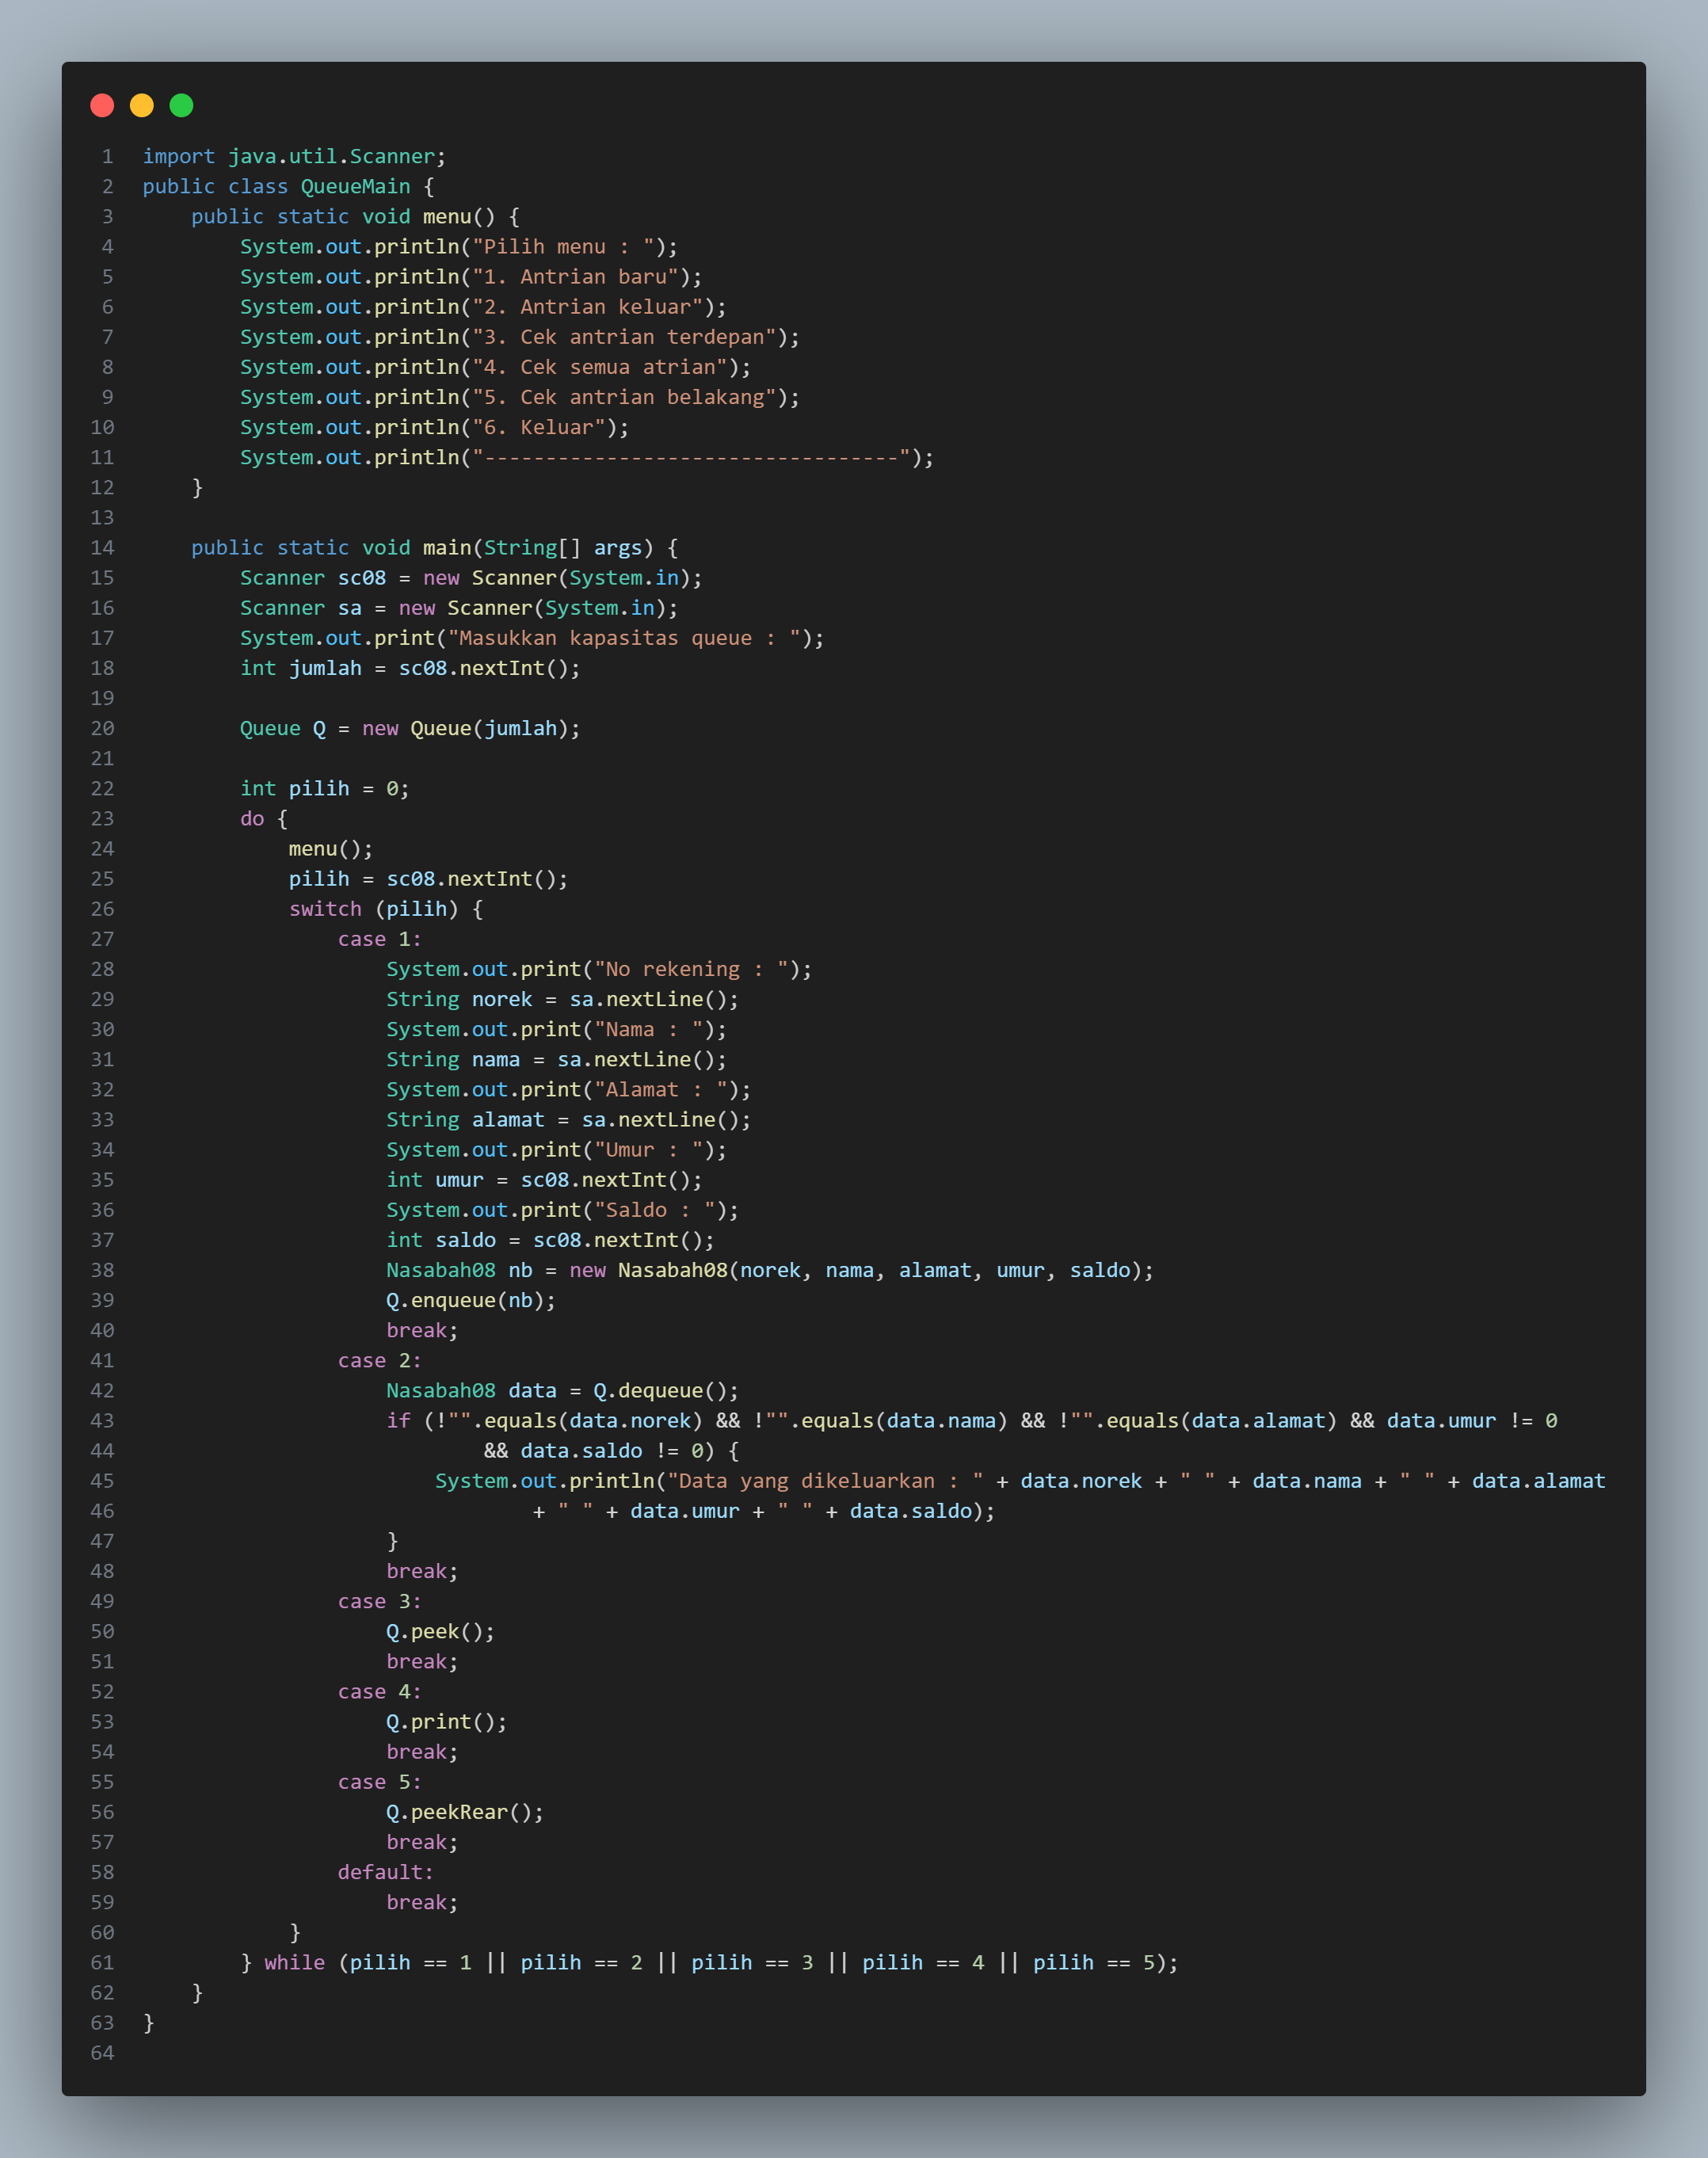 1 import java.util.Scanner;
2 public class QueueMain {
3     public static void menu() {
4         System.out.println("Pilih menu : ");
5         System.out.println("1. Antrian baru");
6         System.out.println("2. Antrian keluar");
7         System.out.println("3. Cek antrian terdepan");
8         System.out.println("4. Cek semua atrian");
9         System.out.println("5. Cek antrian belakang");
10         System.out.println("6. Keluar");
11         System.out.println("----------------------------------");
12     }
13
14     public static void main(String[] args) {
15         Scanner sc08 = new Scanner(System.in);
16         Scanner sa = new Scanner(System.in);
17         System.out.print("Masukkan kapasitas queue : ");
18         int jumlah = sc08.nextInt();
19
20         Queue Q = new Queue(jumlah);
21
22         int pilih = 0;
23         do {
24             menu();
25             pilih = sc08.nextInt();
26             switch (pilih) {
27                 case 1:
28                     System.out.print("No rekening : ");
29                     String norek = sa.nextLine();
30                     System.out.print("Nama : ");
31                     String nama = sa.nextLine();
32                     System.out.print("Alamat : ");
33                     String alamat = sa.nextLine();
34                     System.out.print("Umur : ");
35                     int umur = sc08.nextInt();
36                     System.out.print("Saldo : ");
37                     int saldo = sc08.nextInt();
38                     Nasabah08 nb = new Nasabah08(norek, nama, alamat, umur, saldo);
39                     Q.enqueue(nb);
40                     break;
41                 case 2:
42                     Nasabah08 data = Q.dequeue();
43                     if (!"".equals(data.norek) && !"".equals(data.nama) && !"".equals(data.alamat) && data.umur != 0
44                             && data.saldo != 0) {
45                         System.out.println("Data yang dikeluarkan : " + data.norek + " " + data.nama + " " + data.alamat
46                                 + " " + data.umur + " " + data.saldo);
47                     }
48                     break;
49                 case 3:
50                     Q.peek();
51                     break;
52                 case 4:
53                     Q.print();
54                     break;
55                 case 5:
56                     Q.peekRear();
57                     break;
58                 default:
59                     break;
60             }
61         } while (pilih == 1 || pilih == 2 || pilih == 3 || pilih == 4 || pilih == 5);
62     }
63 }
64